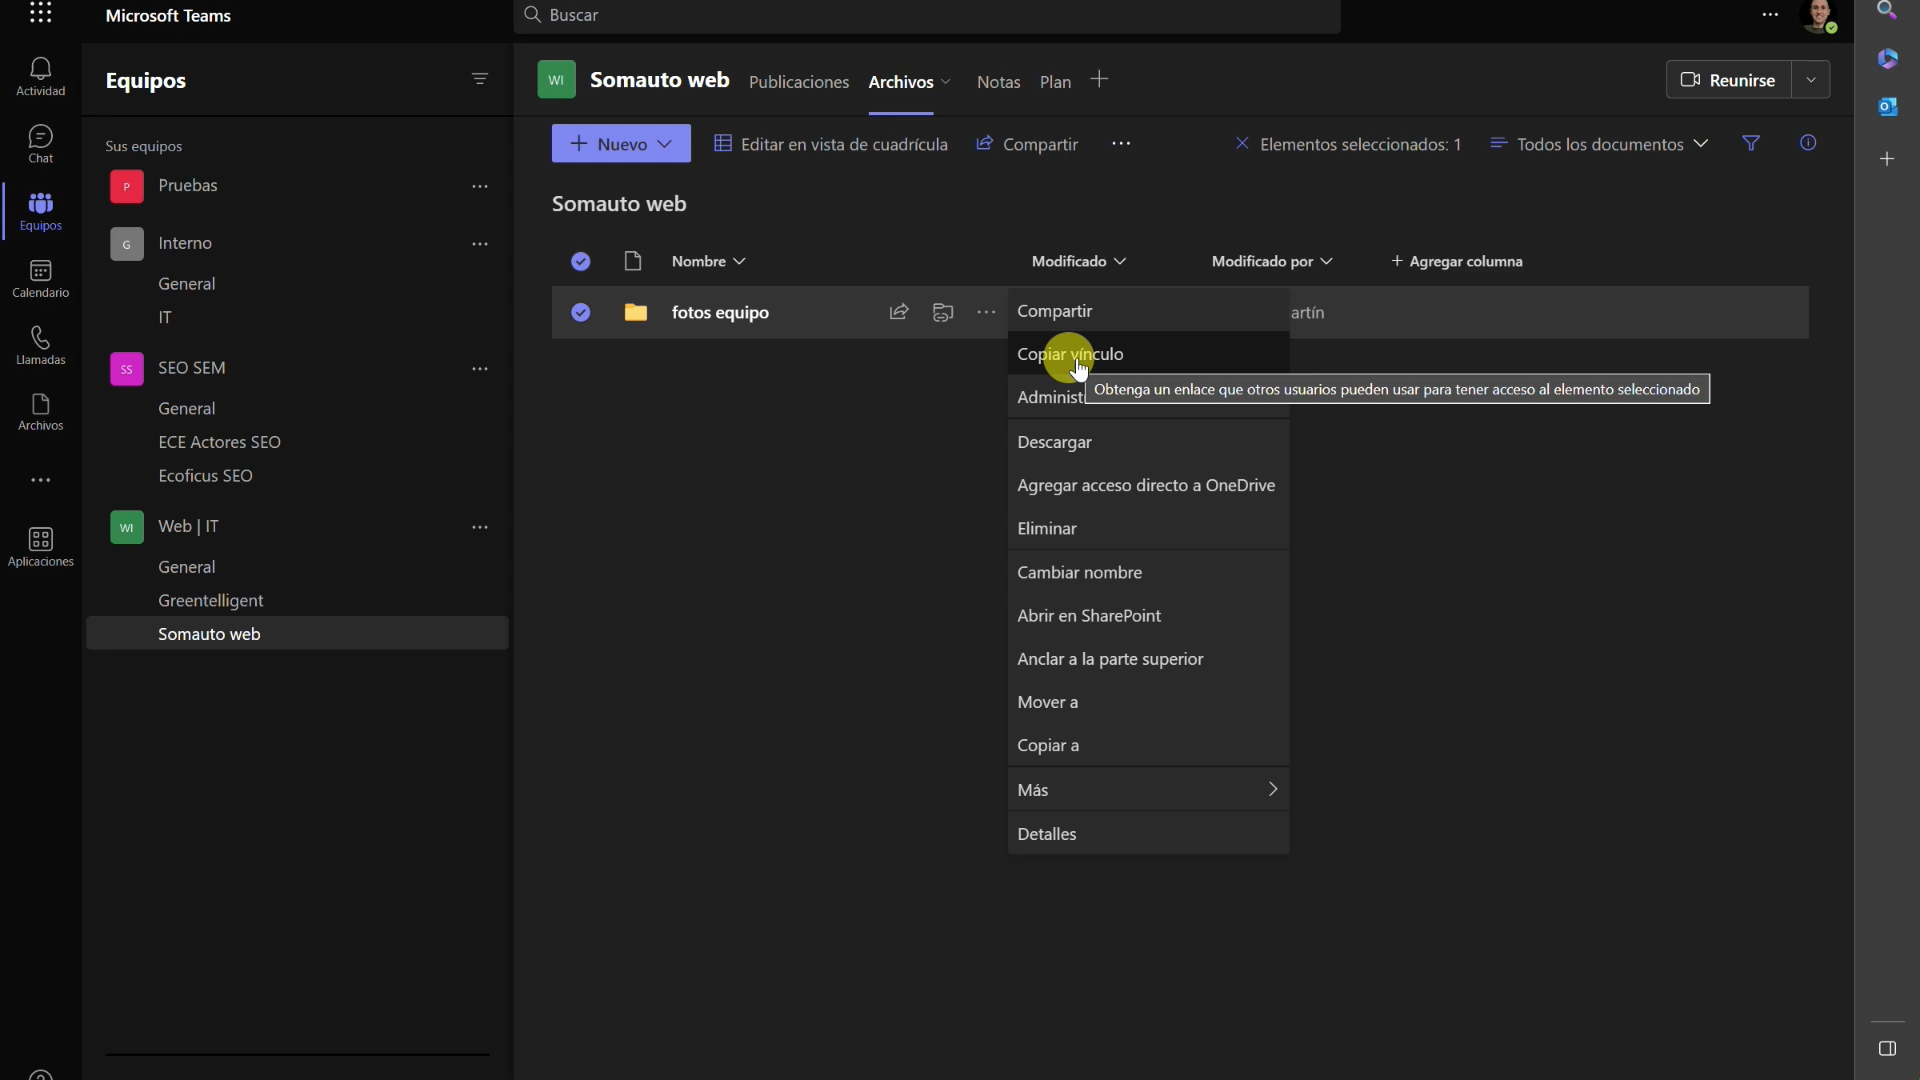 Microsoft Teams
Buscar
Actividad
Chat
Equipos
Calendario
Llamadas
Archivos
Aplicaciones
Equipos
Sus equipos
P Pruebas
G Interno
General
IT
SS SEO SEM
General
ECE Actores SEO
Ecoficus SEO
WI Web | IT
General
Greentelligent
Somauto web
WI Somauto web Publicaciones Archivos Notas Plan
Reunirse
Nuevo Editar en vista de cuadrícula Compartir
Elementos seleccionados: 1 Todos los documentos
Somauto web
Nombre Modificado Modificado por + Agregar columna
fotos equipo
artín
Compartir
Copiar vínculo
Administ
Obtenga un enlace que otros usuarios pueden usar para tener acceso al elemento seleccionado
Descargar
Agregar acceso directo a OneDrive
Eliminar
Cambiar nombre
Abrir en SharePoint
Anclar a la parte superior
Mover a
Copiar a
Más
Detalles